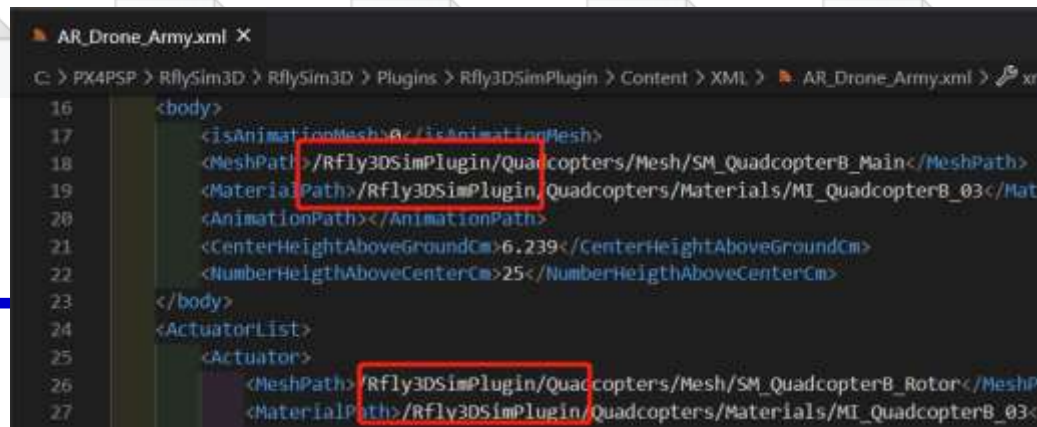 AR_Drone_Army.xml ×
C: > PX4PSP > RflySim3D > RflySim3D > Plugins > Rfly3DSimPlugin > Content > XML > AR_Drone_Army.xml >
16 <body>
17 <isAnimationMesh>0</isAnimationMesh>
18 <MeshPath>/Rfly3DSimPlugin/Quadcopters/Mesh/SM_QuadcopterB_Main</MeshPath>
19 <MaterialPath>/Rfly3DSimPlugin/Quadcopters/Materials/MI_QuadcopterB_03</Mat
20 <AnimationPath></AnimationPath>
21 <CenterHeightAboveGroundCm>6.239</CenterHeightAboveGroundCm>
22 <NumberHeigthAboveCenterCm>25</NumberHeigthAboveCenterCm>
23 </body>
24 <ActuatorList>
25 <Actuator>
26 <MeshPath>/Rfly3DSimPlugin/Quadcopters/Mesh/SM_QuadcopterB_Rotor</MeshP
27 <MaterialPath>/Rfly3DSimPlugin/Quadcopters/Materials/MI_QuadcopterB_03<